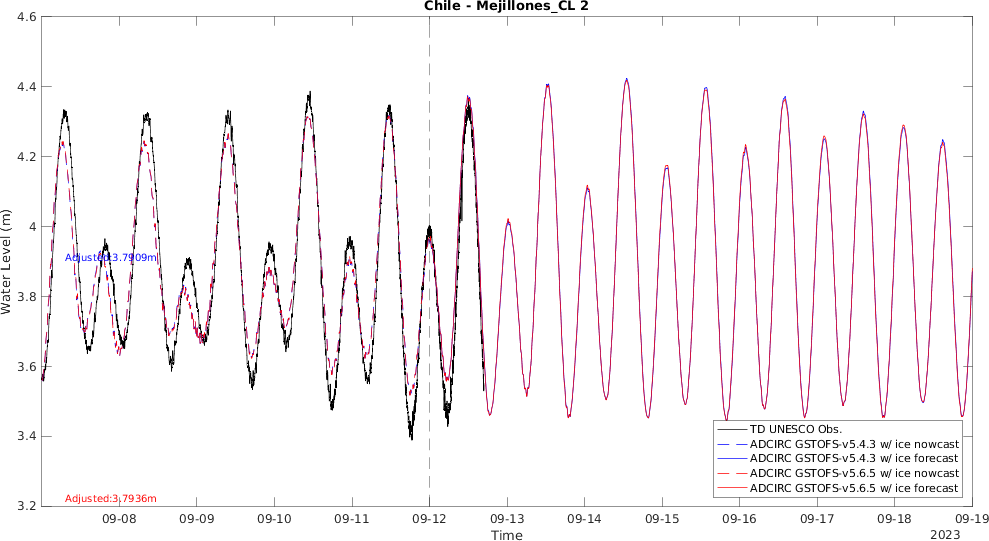 Chile - Mejillones_CL 2
Water Level (m)
4.6
4.4
4.2
4
3.8
3.6
3.4
3.2
Adjusted:3.7909m
Adjusted:3.7936m
TD UNESCO Obs.
ADCIRC GSTOFS-v5.4.3 w/ ice nowcast
ADCIRC GSTOFS-v5.4.3 w/ ice forecast
ADCIRC GSTOFS-v5.6.5 w/ ice nowcast
ADCIRC GSTOFS-v5.6.5 w/ ice forecast
09-08 09-09 09-10 09-11 09-12 09-13 09-14 09-15 09-16 09-17 09-18 09-19
Time
2023